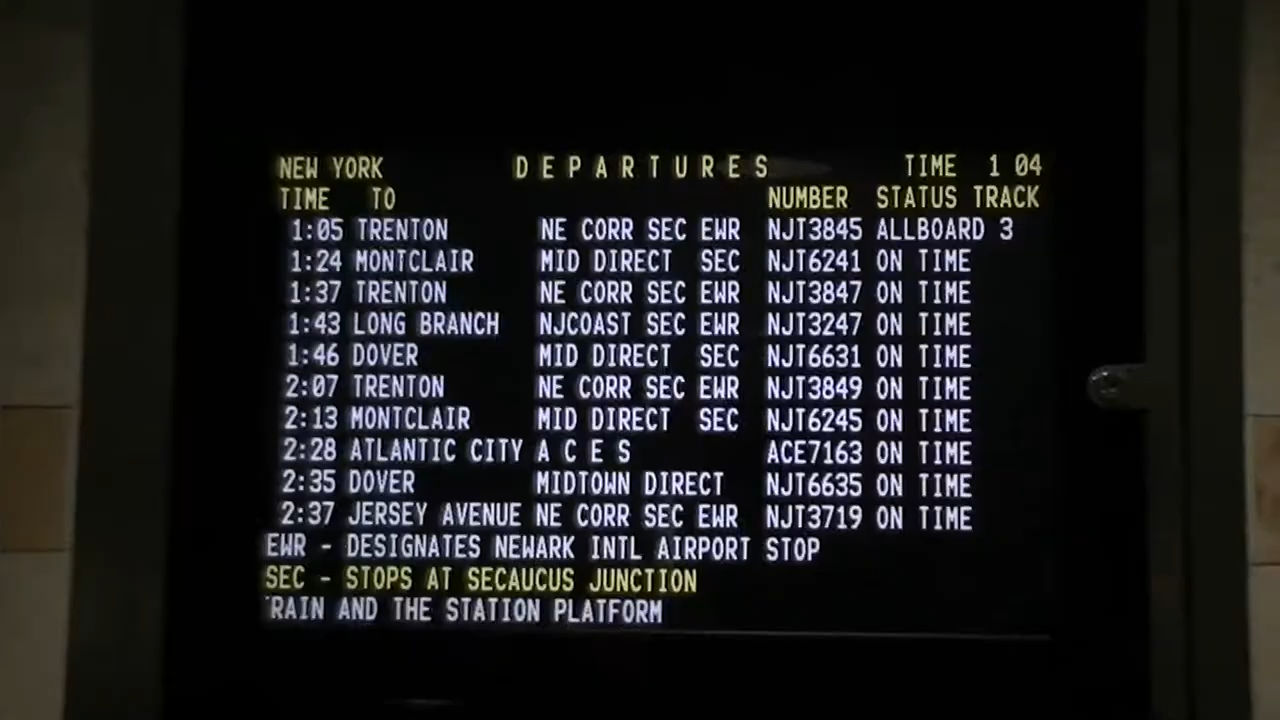 NEW YORK DEPARTURES TIME 1 04
TIME TO NUMBER STATUS TRACK
1:05 TRENTON NE CORR SEC EWR NJT3845 ALLBOARD 3
1:24 MONTCLAIR MID DIRECT SEC NJT6241 ON TIME
1:37 TRENTON NE CORR SEC EWR NJT3847 ON TIME
1:43 LONG BRANCH NJCOAST SEC EWR NJT3247 ON TIME
1:46 DOVER MID DIRECT SEC NJT6631 ON TIME
2:07 TRENTON NE CORR SEC EWR NJT3849 ON TIME
2:13 MONTCLAIR MID DIRECT SEC NJT6245 ON TIME
2:28 ATLANTIC CITY A C E S ACE7163 ON TIME
2:35 DOVER MIDTOWN DIRECT NJT6635 ON TIME
2:37 JERSEY AVENUE NE CORR SEC EWR NJT3719 ON TIME
EWR - DESIGNATES NEWARK INTL AIRPORT STOP
SEC - STOPS AT SECAUCUS JUNCTION
RAIN AND THE STATION PLATFORM